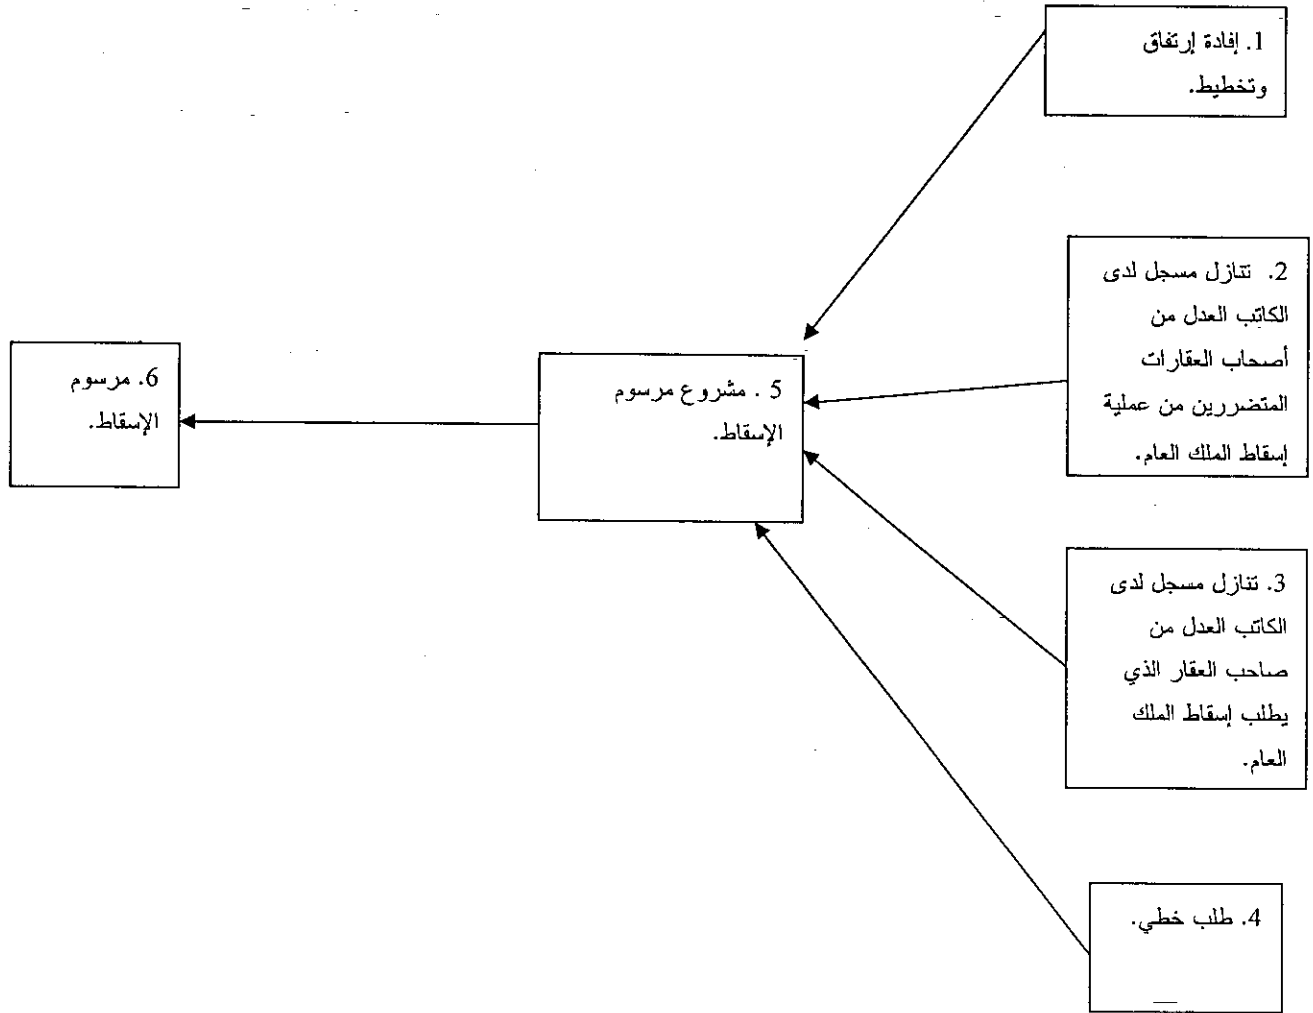 1. إفادة إرتفاق
وتخطيط.
2. تنازل مسجل لدى
الكاتب العدل من
أصحاب العقارات
المتضررين من عملية
إسقاط الملك العام.
3. تنازل مسجل لدى
الكاتب العدل من
صاحب العقار الذي
يطلب إسقاط الملك
العام.
4. طلب خطي.
5 . مشروع مرسوم
الإسقاط.
6. مرسوم
الإسقاط.